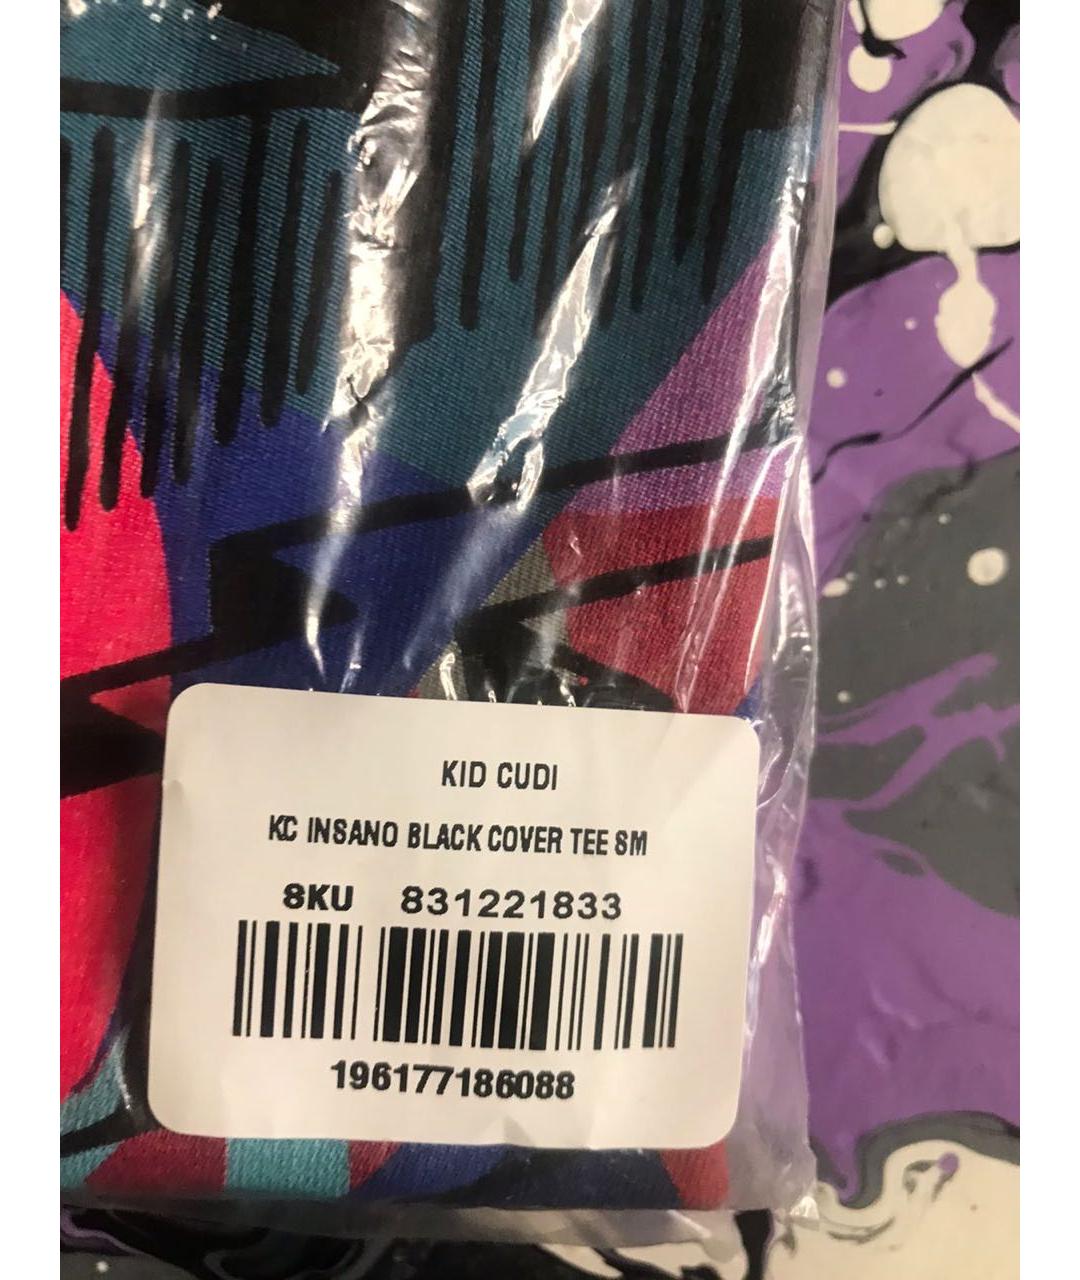 KID CUDI
KC INSANO BLACK COVER TEE SM
SKU 831221833
196177186088